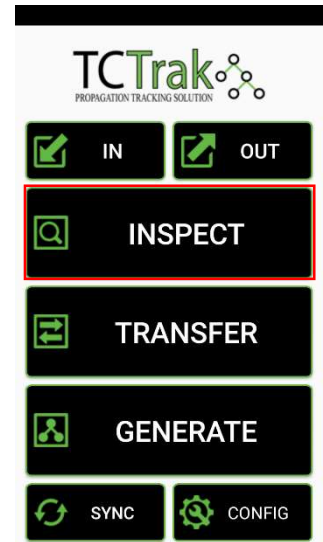 TCTrak
PROPAGATION TRACKING SOLUTION
IN OUT
INSPECT
TRANSFER
GENERATE
SYNC CONFIG